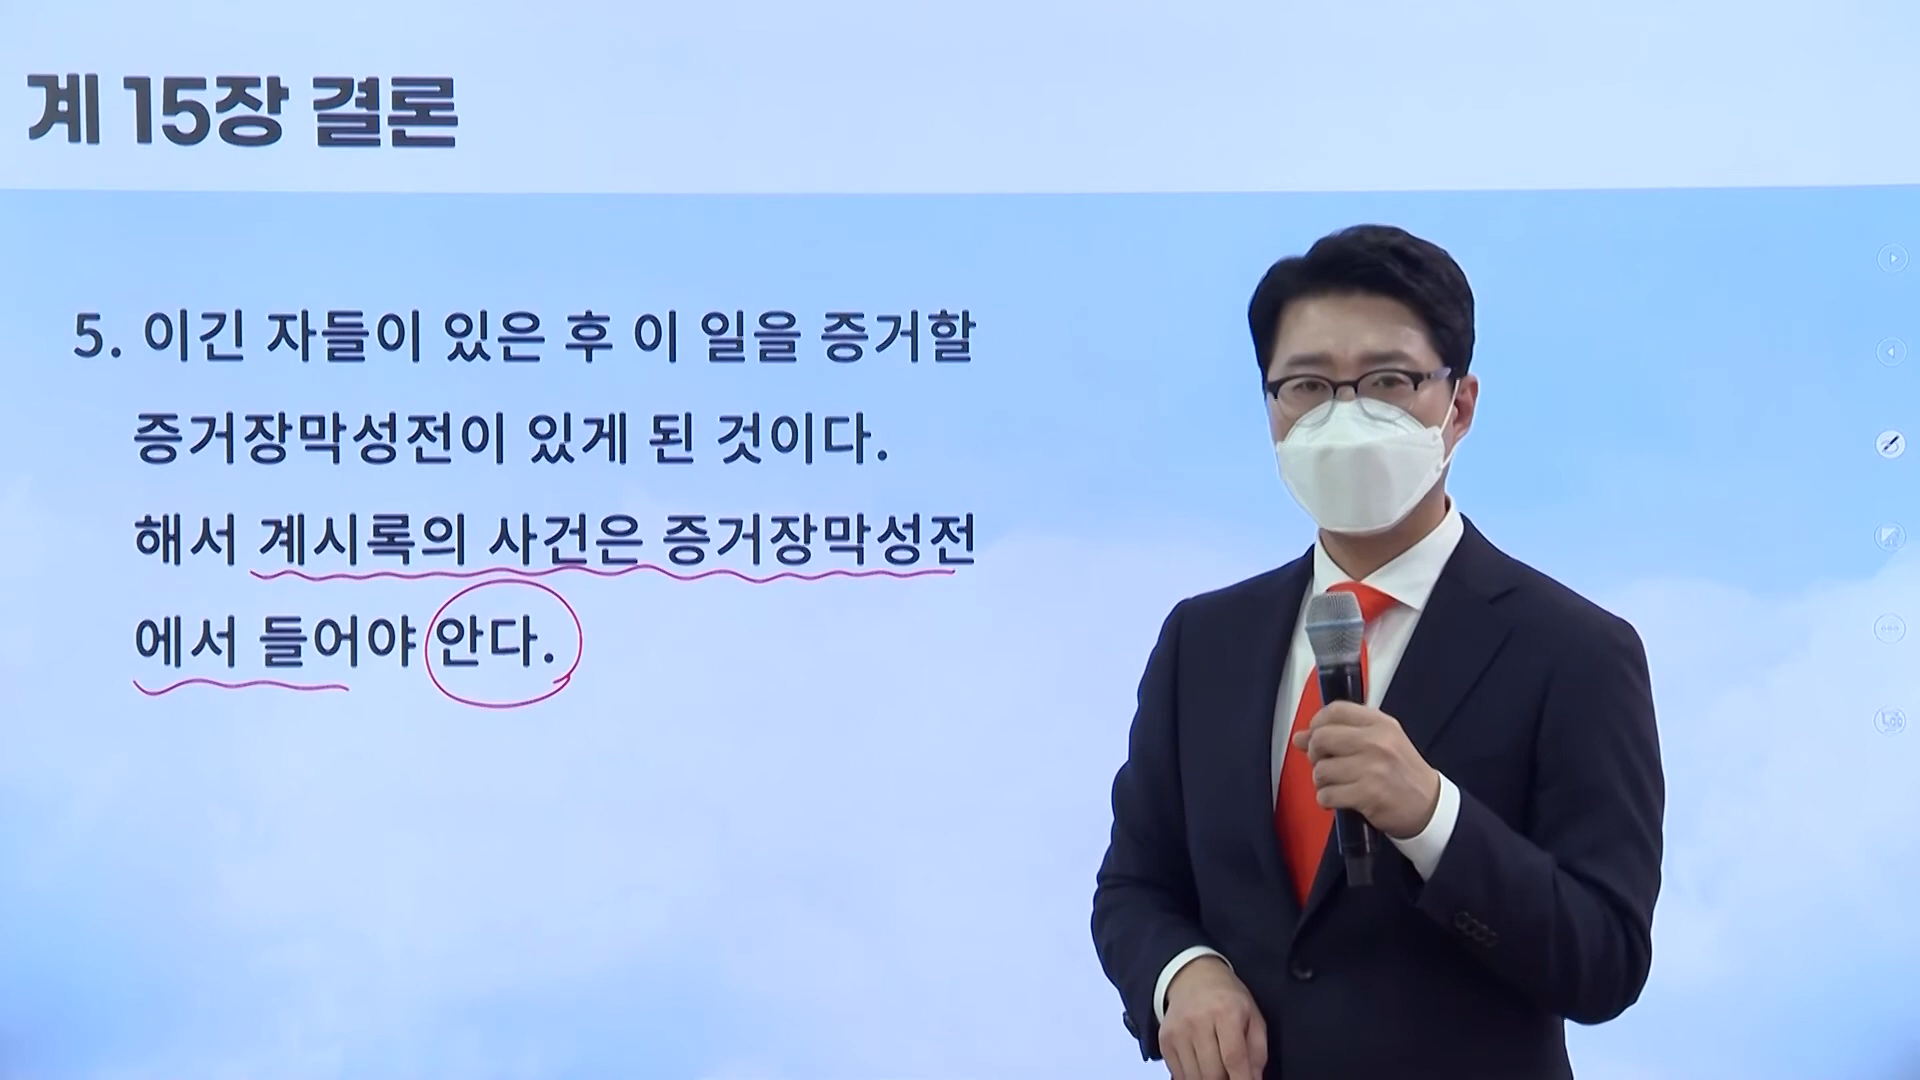 계 15장 결론
5. 이긴 자들이 있은 후 이 일을 증거할
증거장막성전이 있게 된 것이다.
해서 계시록의 사건은 증거장막성전
에서 들어야 안다.